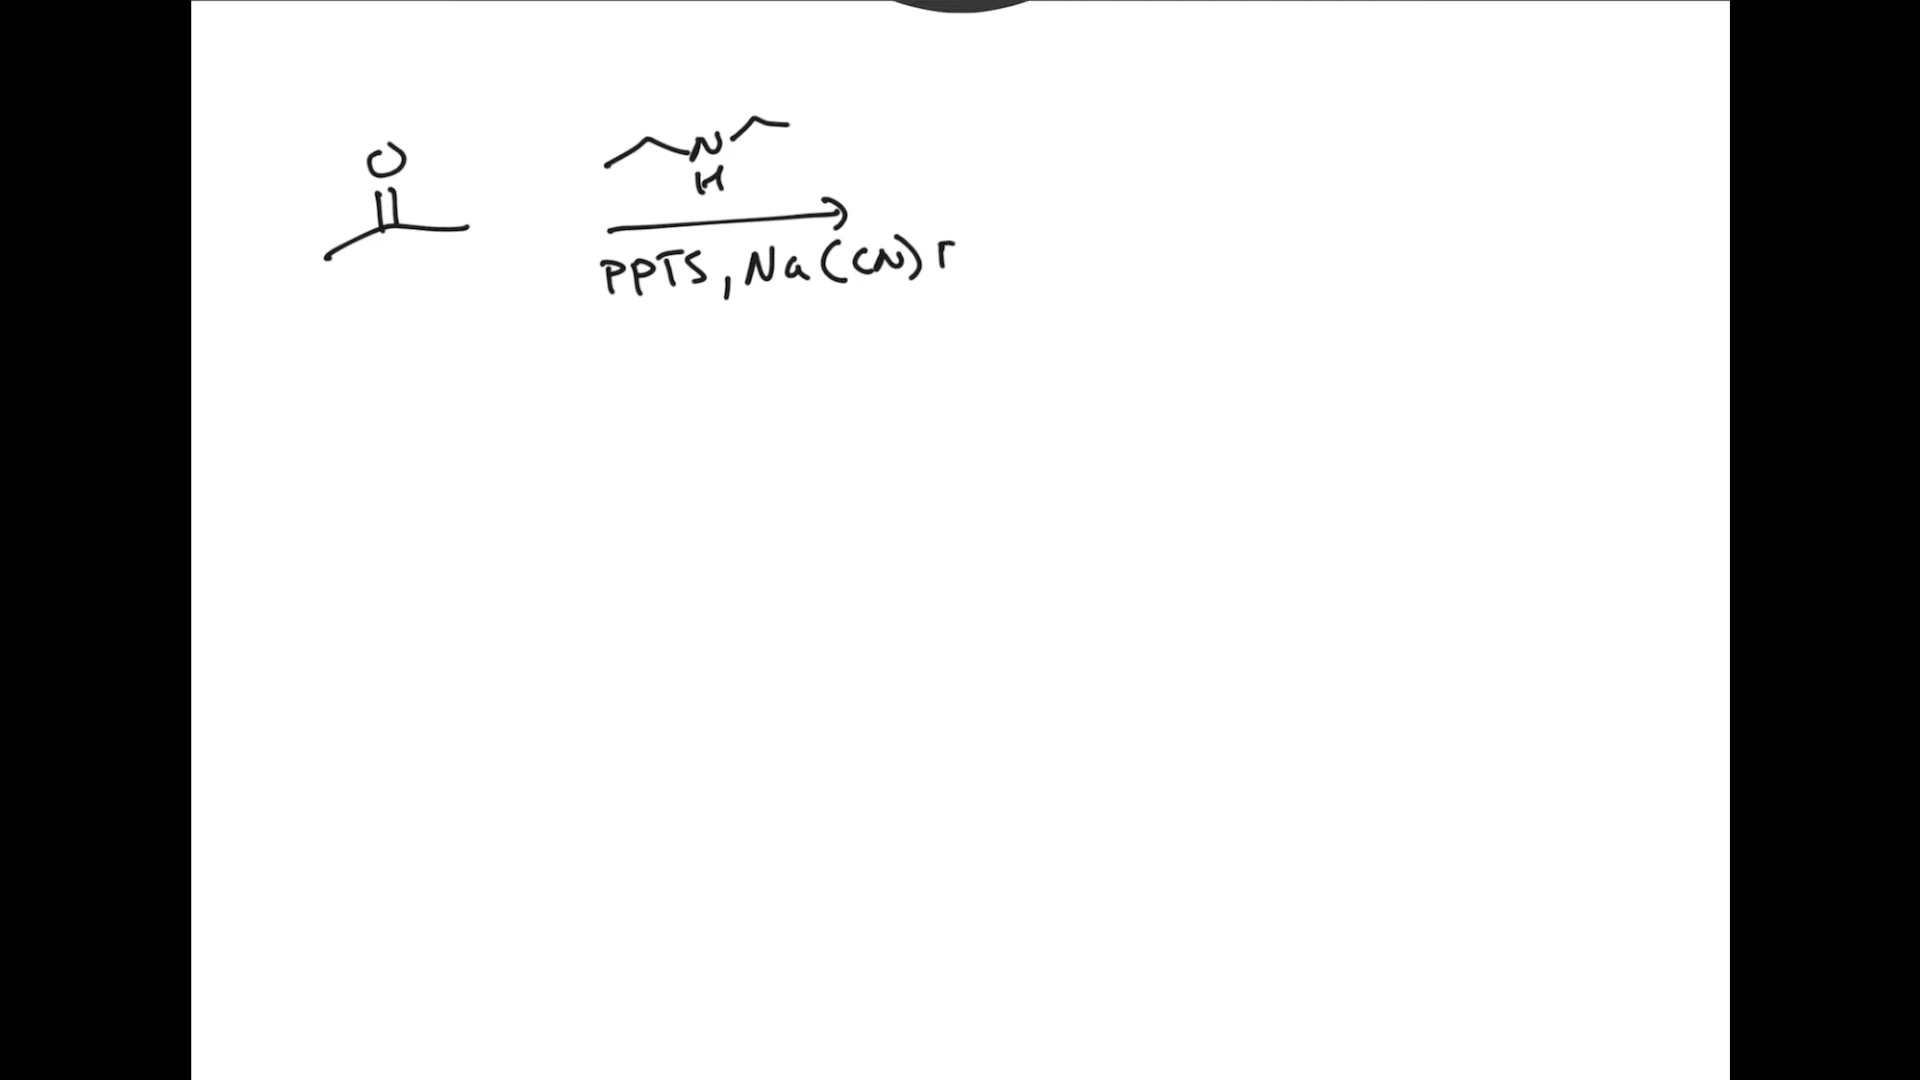 O
N
H
PPTS, Na(CN)